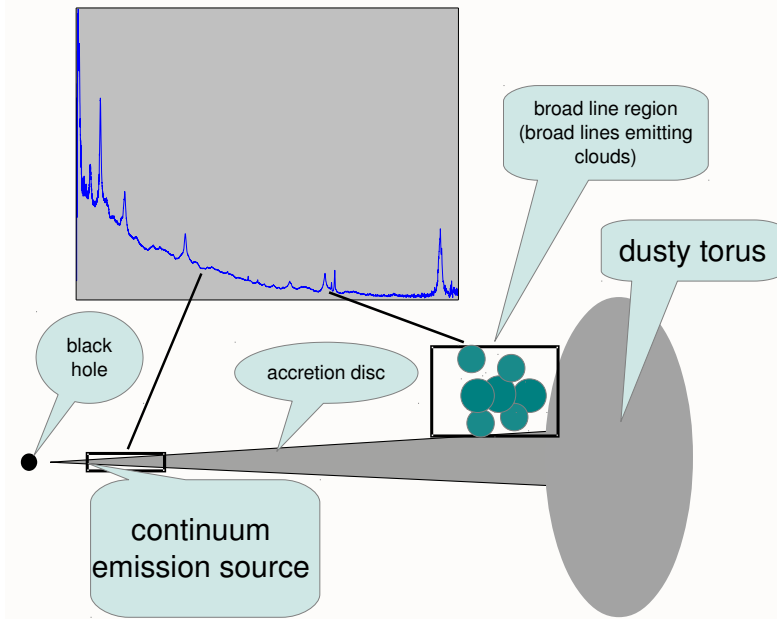 broad line region
(broad lines emitting
clouds)
dusty torus
black
hole
accretion disc
continuum
emission source